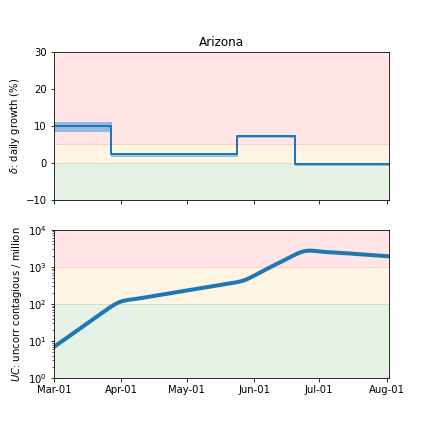 Arizona
δ: daily growth (%)
30
20
10
0
−10
UC: uncorr contagious / million
10⁴
10³
10²
10¹
10⁰
Mar-01 Apr-01 May-01 Jun-01 Jul-01 Aug-01